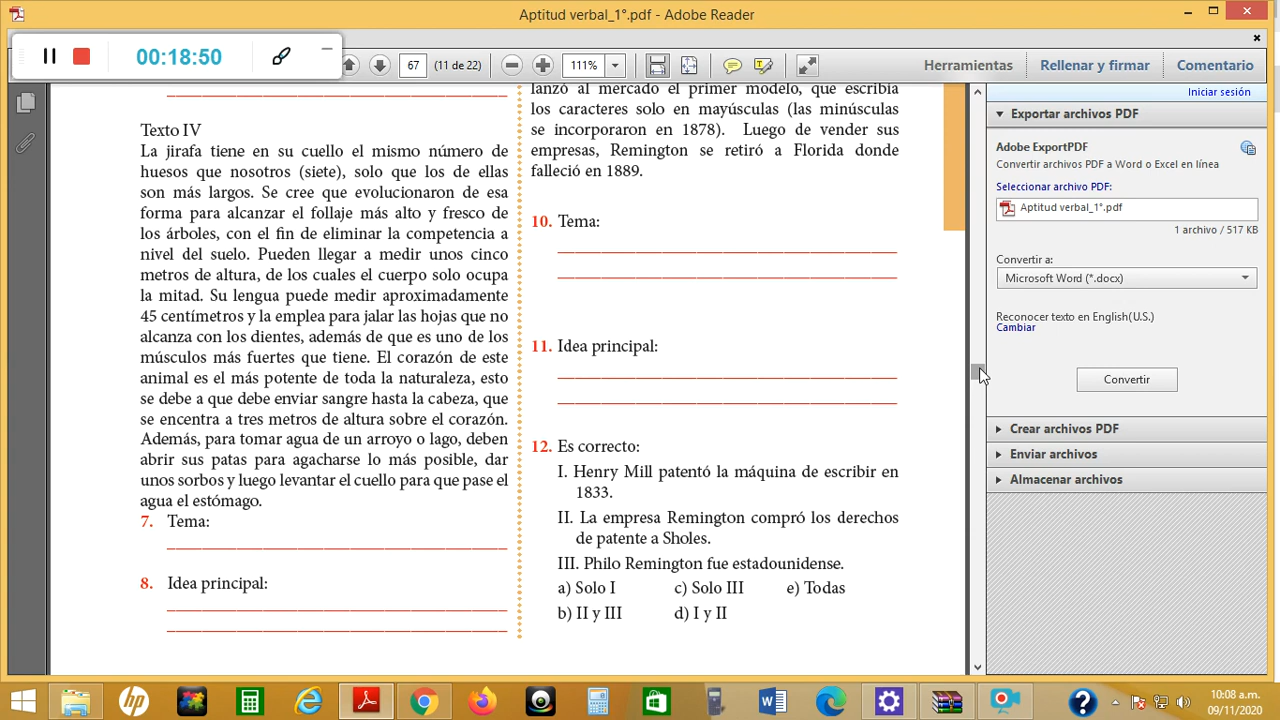 Aptitud verbal_1°.pdf - Adobe Reader
00:18:50
67
(11 de 22)
111%
Herramientas
Rellenar y firmar
Comentario
Texto IV
La jirafa tiene en su cuello el mismo número de
huesos que nosotros (siete), solo que los de ellas
son más largos. Se cree que evolucionaron de esa
forma para alcanzar el follaje más alto y fresco de
los árboles, con el fin de eliminar la competencia a
nivel del suelo. Pueden llegar a medir unos cinco
metros de altura, de los cuales el cuerpo solo ocupa
la mitad. Su lengua puede medir aproximadamente
45 centímetros y la emplea para jalar las hojas que no
alcanza con los dientes, además de que es uno de los
músculos más fuertes que tiene. El corazón de este
animal es el más potente de toda la naturaleza, esto
se debe a que debe enviar sangre hasta la cabeza, que
se encentra a tres metros de altura sobre el corazón.
Además, para tomar agua de un arroyo o lago, deben
abrir sus patas para agacharse lo más posible, dar
unos sorbos y luego levantar el cuello para que pase el
agua el estómago.
7. Tema:
8. Idea principal:
lanzó al mercado el primer modelo, que escribía
los caracteres solo en mayúsculas (las minúsculas
se incorporaron en 1878). Luego de vender sus
empresas, Remington se retiró a Florida donde
falleció en 1889.
10. Tema:
11. Idea principal:
12. Es correcto:
I. Henry Mill patentó la máquina de escribir en
1833.
II. La empresa Remington compró los derechos
de patente a Sholes.
III. Philo Remington fue estadounidense.
a) Solo I c) Solo III e) Todas
b) II y III d) I y II
Iniciar sesión
Exportar archivos PDF
Adobe ExportPDF
Convertir archivos PDF a Word o Excel en línea
Seleccionar archivo PDF:
Aptitud verbal_1°.pdf
1 archivo / 517 KB
Convertir a:
Microsoft Word (*.docx)
Reconocer texto en English(U.S.)
Cambiar
Convertir
Crear archivos PDF
Enviar archivos
Almacenar archivos
10:08 a.m.
09/11/2020